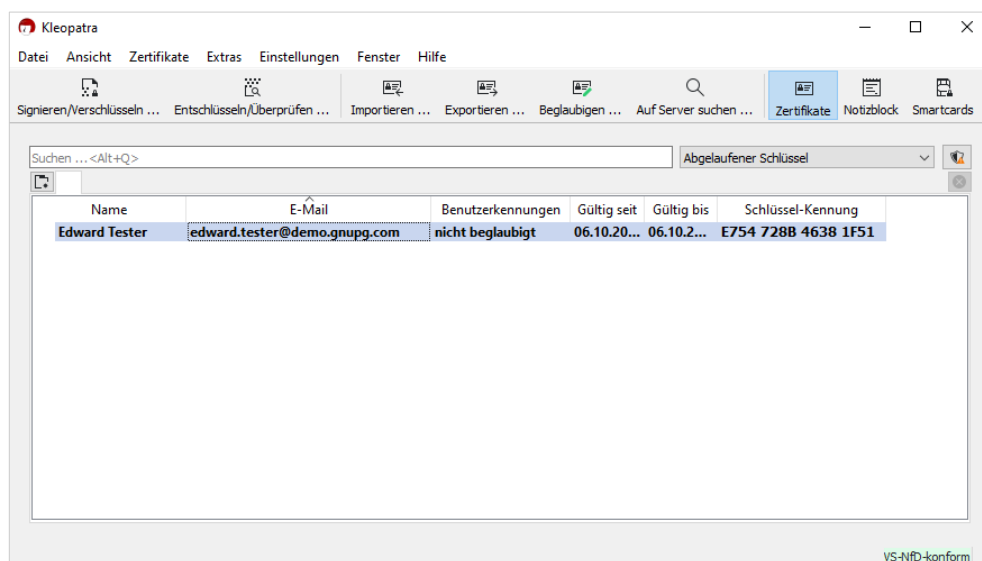 Kleopatra
Datei Ansicht Zertifikate Extras Einstellungen Fenster Hilfe
Signieren/Verschlüsseln ... Entschlüsseln/Überprüfen ... Importieren ... Exportieren ... Beglaubigen ... Auf Server suchen ... Zertifikate Notizblock Smartcards
Suchen ...<Alt+Q> Abgelaufener Schlüssel
Name E-Mail Benutzerkennungen Gültig seit Gültig bis Schlüssel-Kennung
Edward Tester edward.tester@demo.gnupg.com nicht beglaubigt 06.10.20... 06.10.2... E754 728B 4638 1F51
VS-NfD-konform